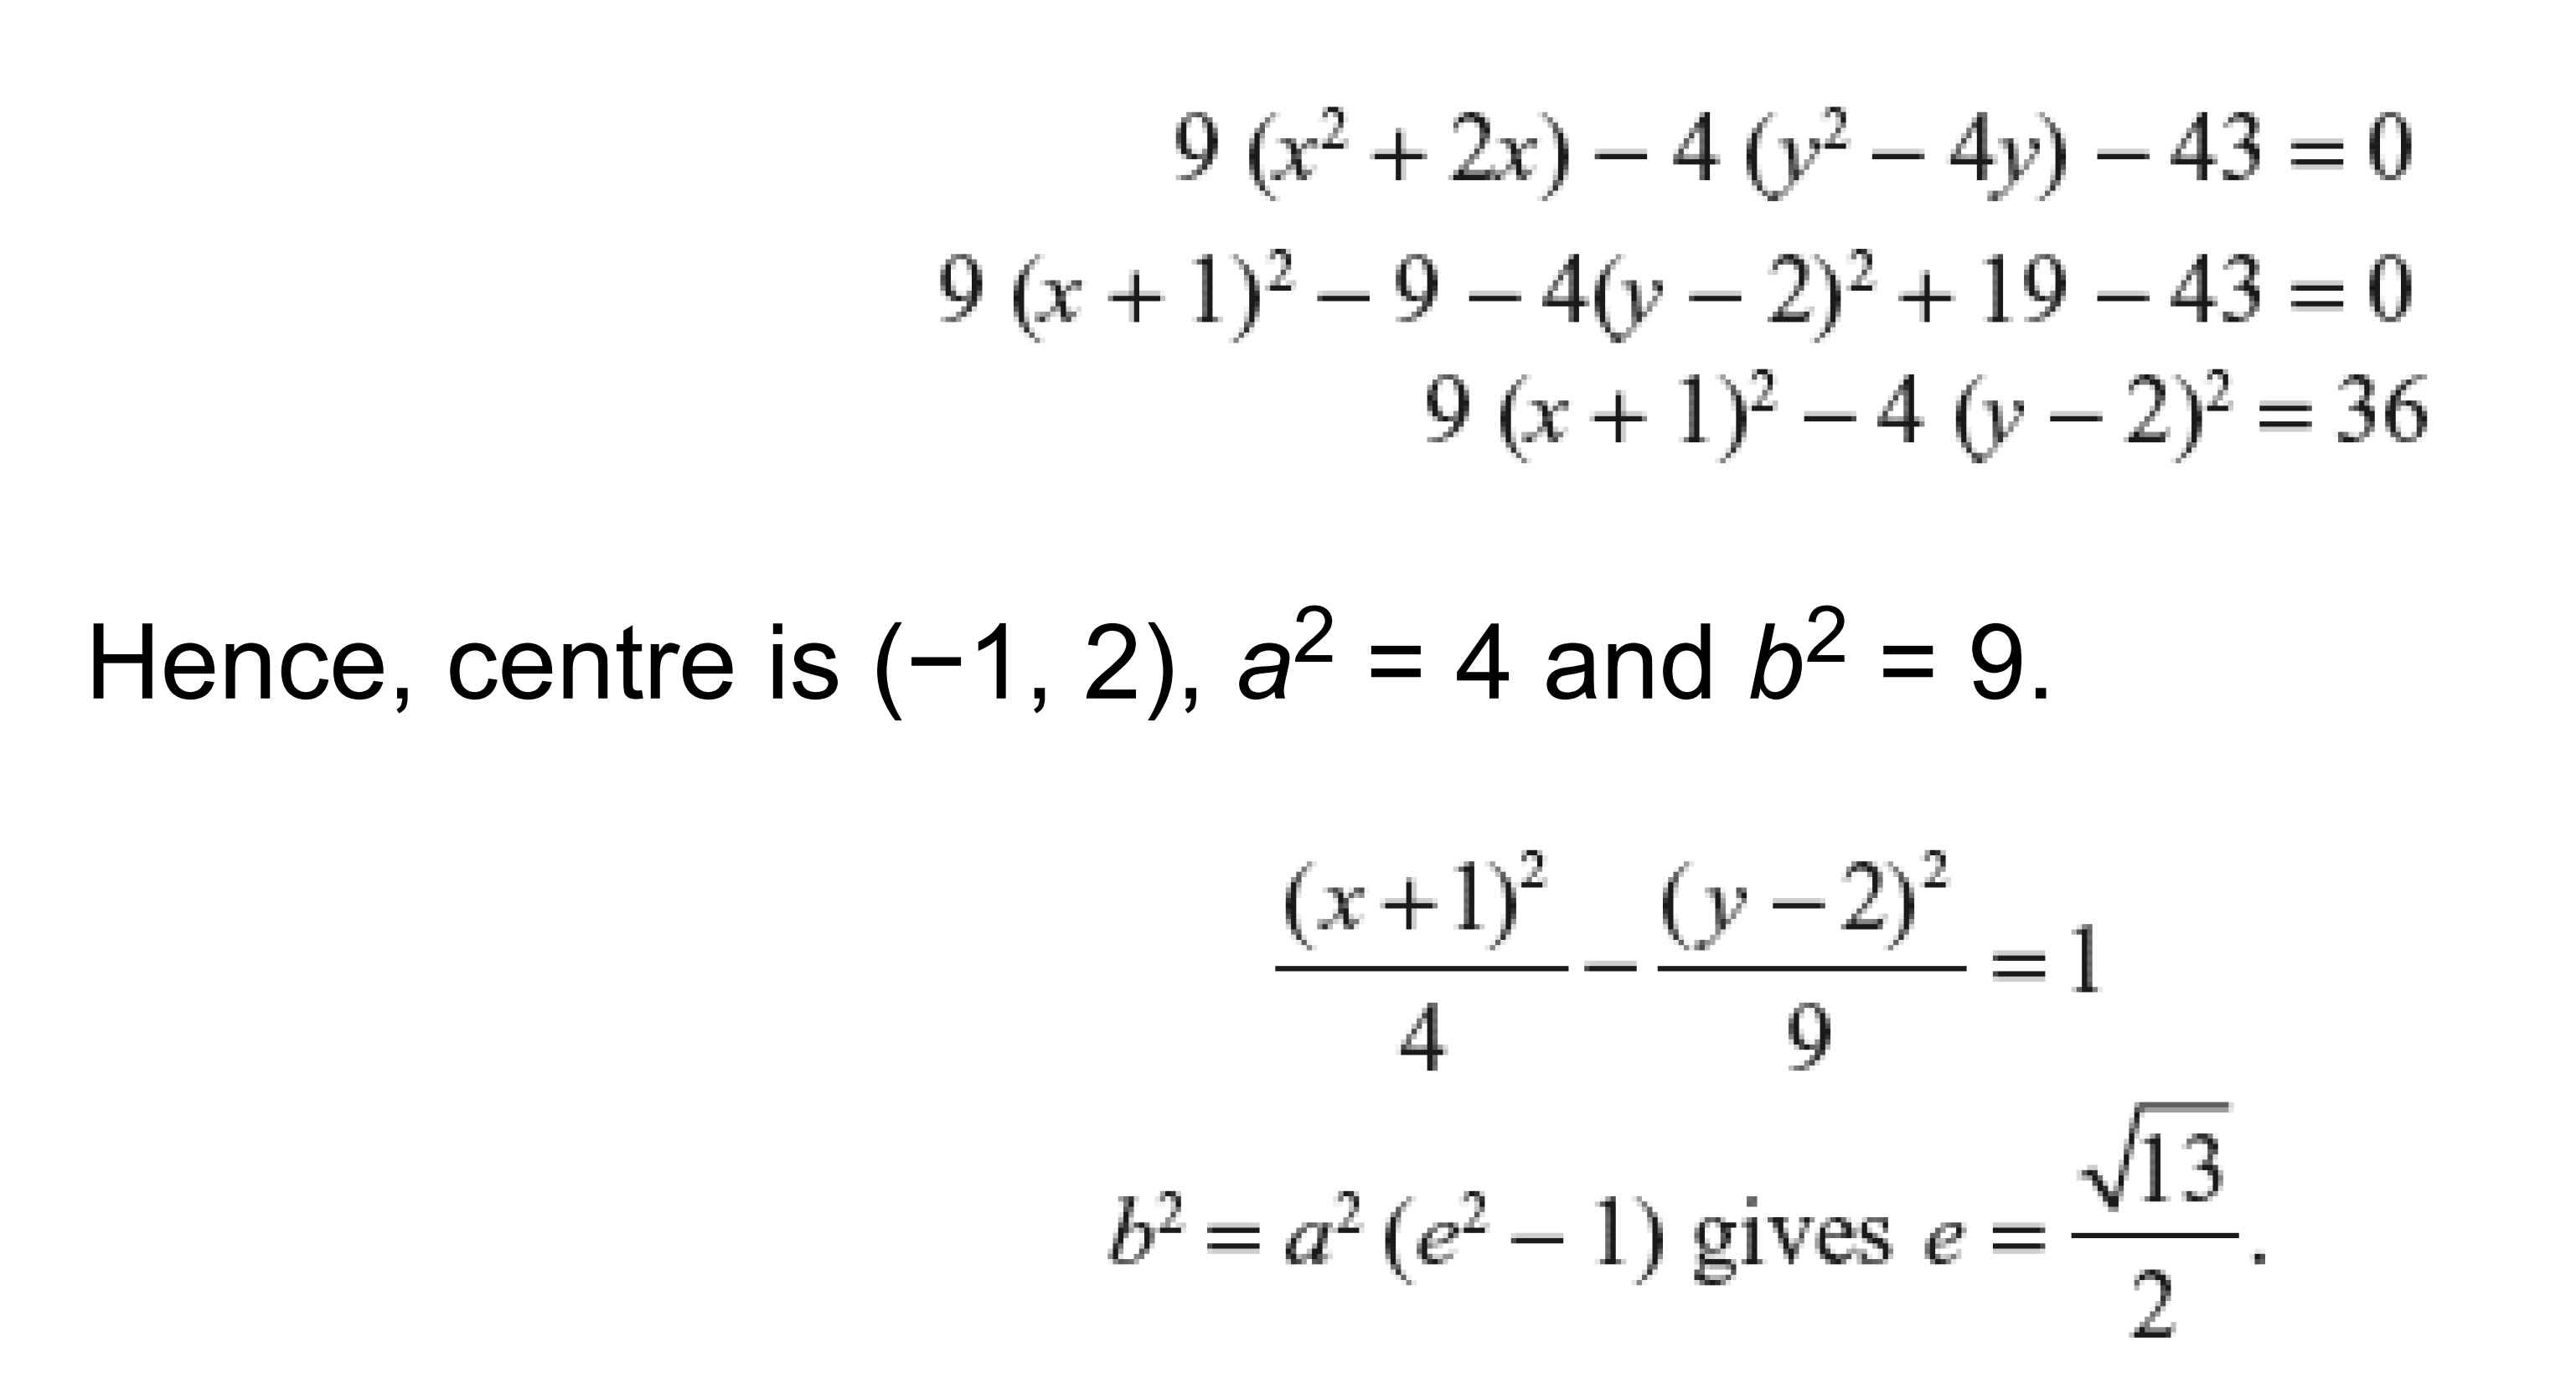 9 (x² + 2x) − 4 (y² − 4y) − 43 = 0
9 (x + 1)² − 9 − 4(y − 2)² + 19 − 43 = 0
9 (x + 1)² − 4 (y − 2)² = 36
Hence, centre is (−1, 2), a² = 4 and b² = 9.
(x+1)²/4 − (y−2)²/9 = 1
b² = a² (e² − 1) gives e = √13/2.